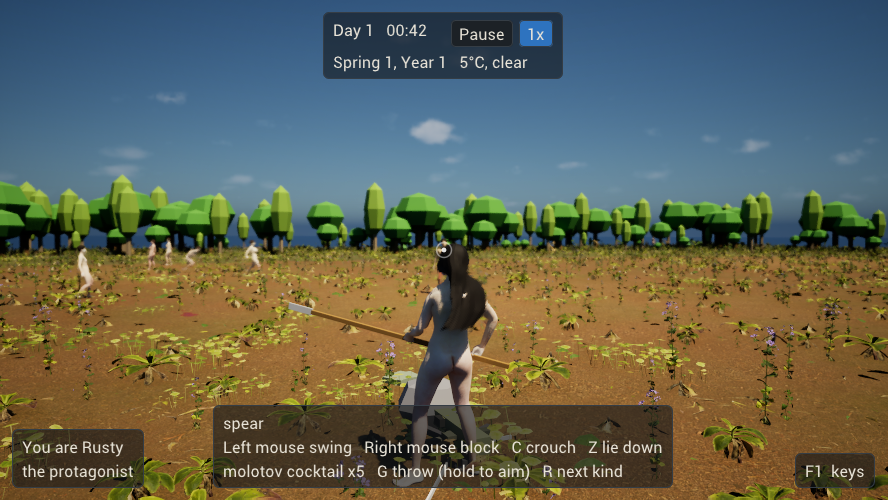 Day 1 00:42 Pause 1x
Spring 1, Year 1 5°C, clear
spear
Left mouse swing Right mouse block C crouch Z lie down
molotov cocktail x5 G throw (hold to aim) R next kind
You are Rusty
the protagonist
F1 keys